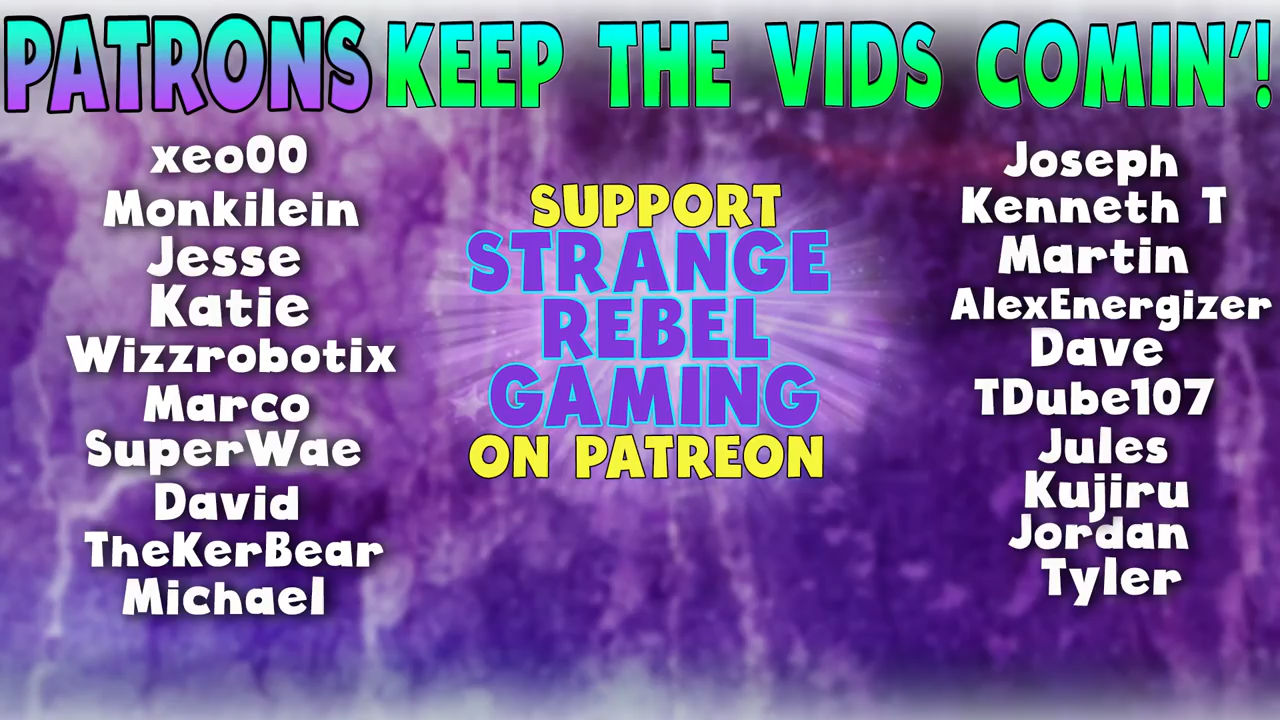 PATRONS KEEP THE VIDS COMIN'!
xeo00
Monkilein
Jesse
Katie
Wizzrobotix
Marco
SuperWae
David
TheKerBear
Michael
SUPPORT
STRANGE
REBEL
GAMING
ON PATREON
Joseph
Kenneth T
Martin
AlexEnergizer
Dave
TDube107
Jules
Kujiru
Jordan
Tyler